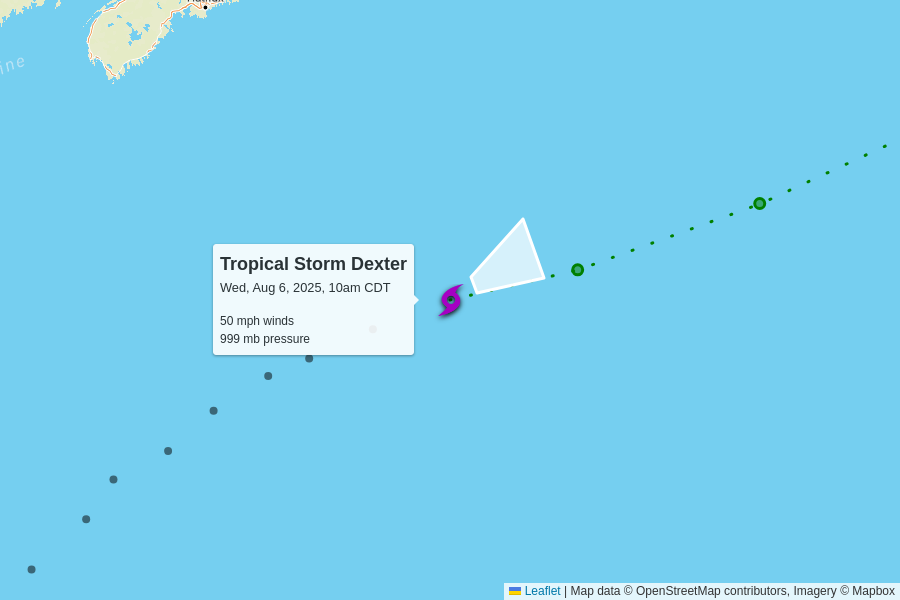 ine
Tropical Storm Dexter
Wed, Aug 6, 2025, 10am CDT
50 mph winds
999 mb pressure
Leaflet | Map data © OpenStreetMap contributors, Imagery © Mapbox